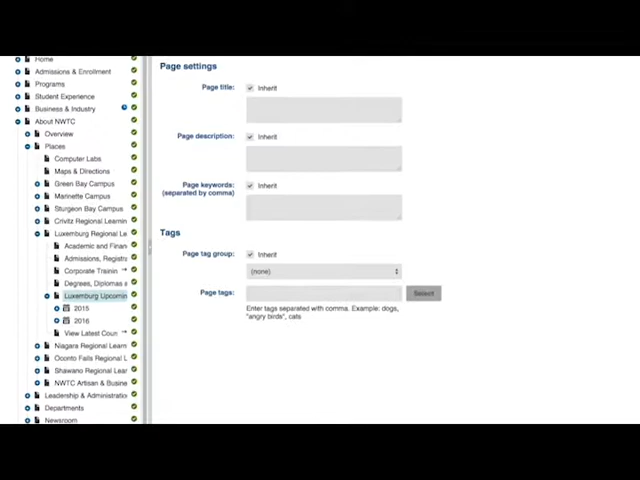 Home
Admissions & Enrollment
Programs
Student Experience
Business & Industry
About NWTC
Overview
Places
Computer Labs
Maps & Directions
Green Bay Campus
Marinette Campus
Sturgeon Bay Campus
Crivitz Regional Learnin
Luxemburg Regional Le
Academic and Finan
Admissions, Registra
Corporate Trainin
Degrees, Diplomas a
Luxemburg Upcomin
2015
2016
View Latest Cour
Niagara Regional Learn
Oconto Falls Regional L
Shawano Regional Lear
NWTC Artisan & Busine
Leadership & Administratio
Departments
Newsroom
Page settings
Page title:
Inherit
Page description:
Inherit
Page keywords:
(separated by comma)
Inherit
Tags
Page tag group:
Inherit
(none)
Page tags:
Select
Enter tags separated with comma. Example: dogs,
"angry birds", cats